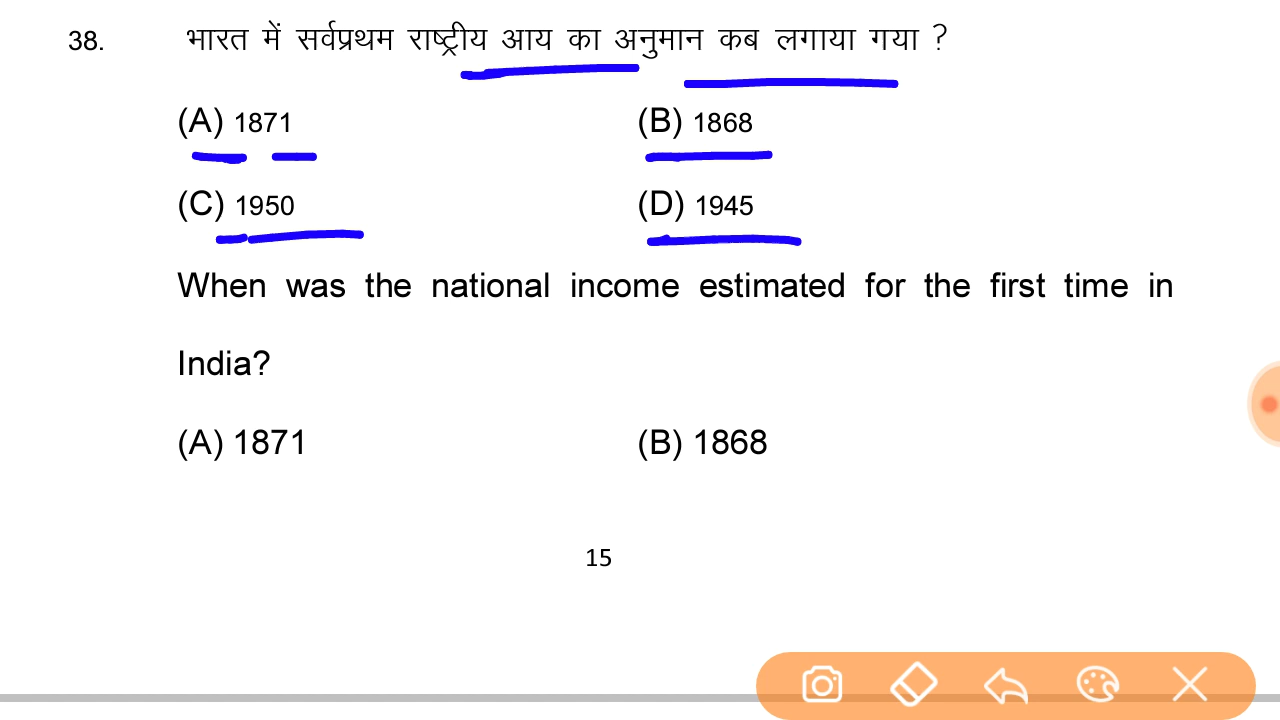 38. भारत में सर्वप्रथम राष्ट्रीय आय का अनुमान कब लगाया गया ?
(A) 1871 (B) 1868
(C) 1950 (D) 1945
When was the national income estimated for the first time in
India?
(A) 1871 (B) 1868
15